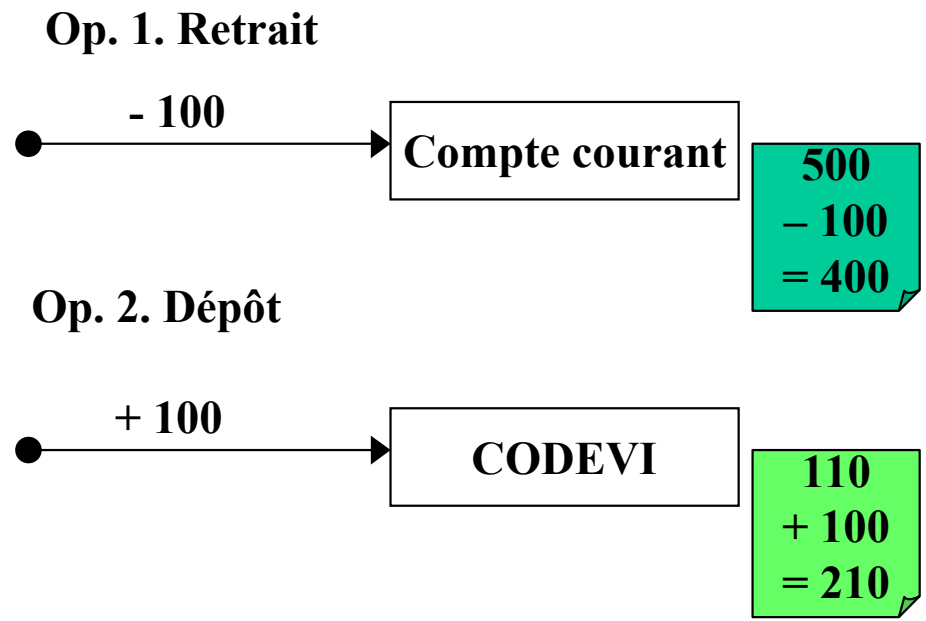 Op. 1. Retrait
- 100
Compte courant
500
– 100
= 400
Op. 2. Dépôt
+ 100
CODEVI
110
+ 100
= 210